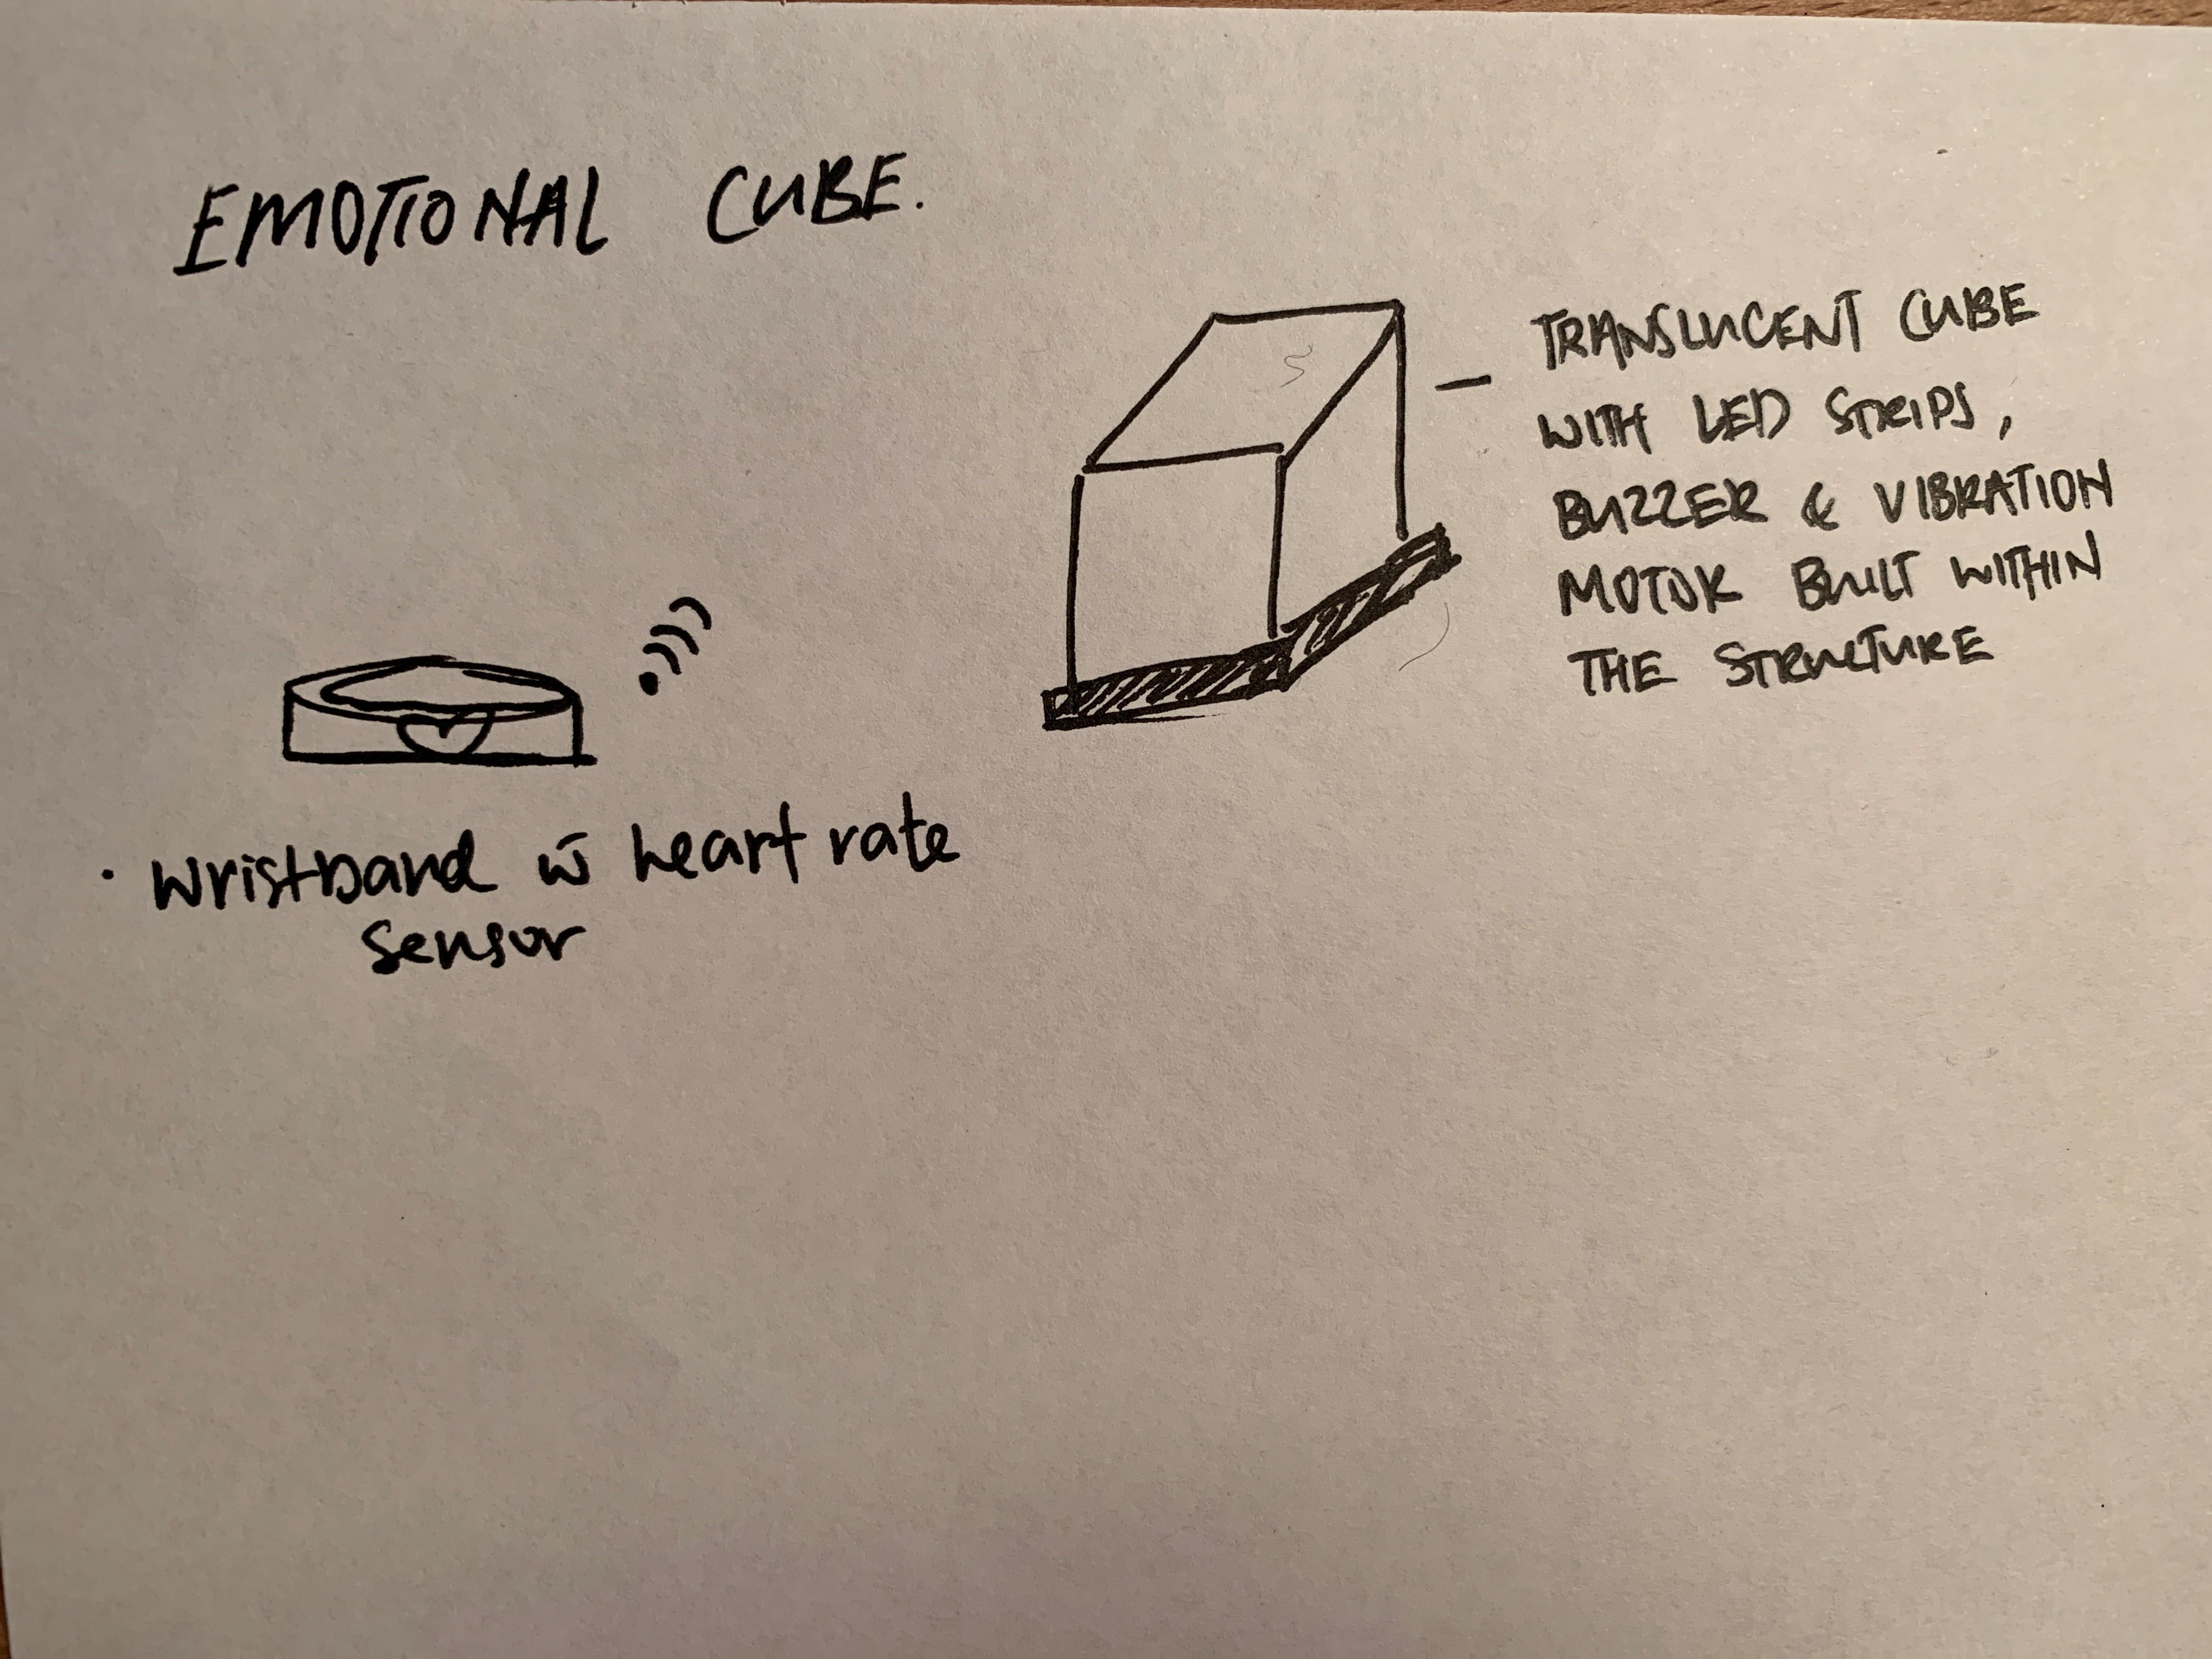 EMOTIONAL CUBE.
TRANSLUCENT CUBE
WITH LED STRIPS,
BUZZER & VIBRATION
MOTOR BUILT WITHIN
THE STRUCTURE
· wristband w̄ heart rate
sensor